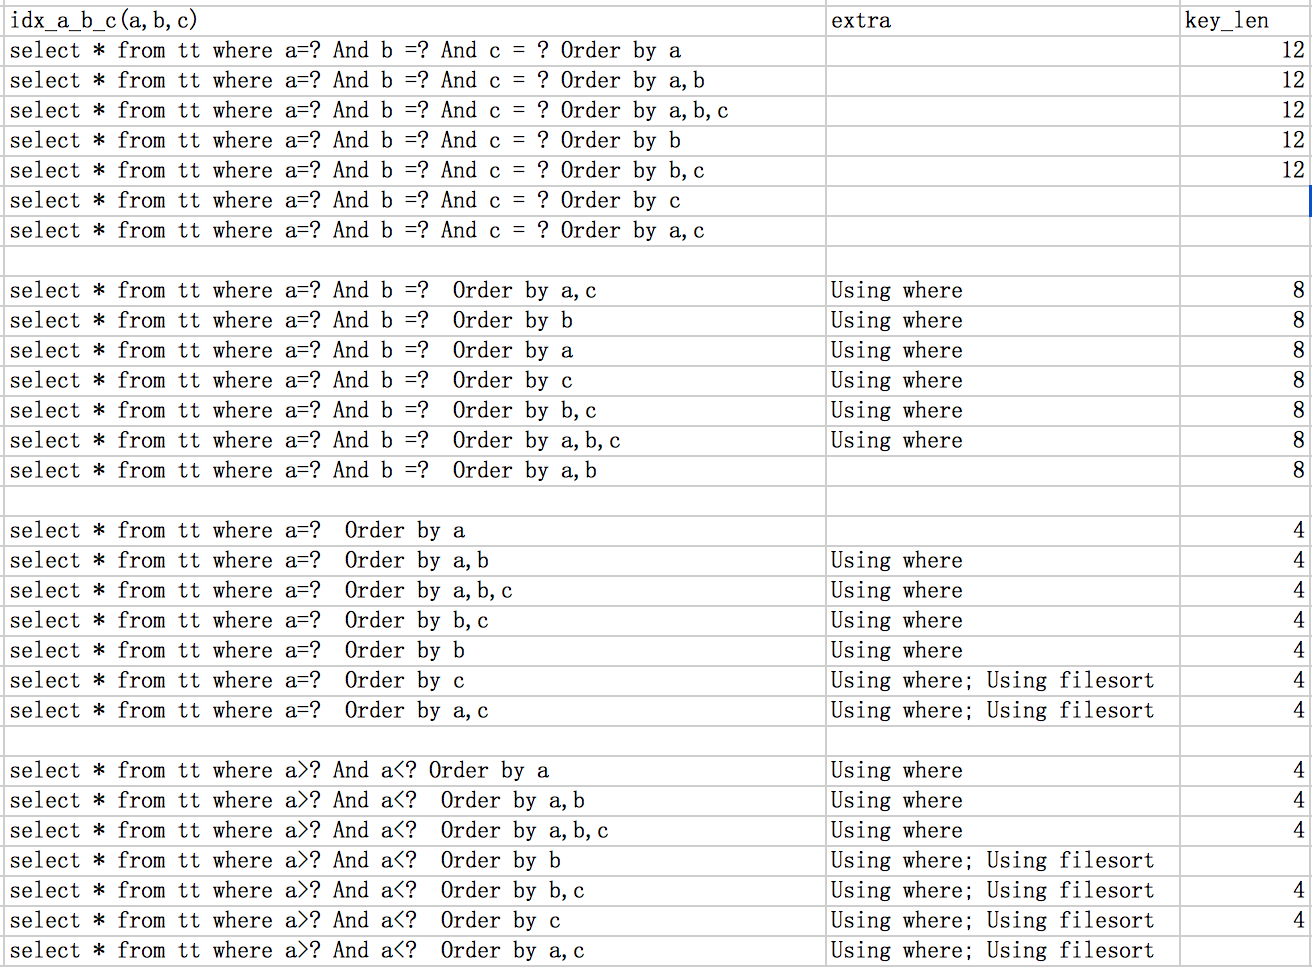 idx_a_b_c(a,b,c) extra key_len
select * from tt where a=? And b =? And c = ? Order by a 12
select * from tt where a=? And b =? And c = ? Order by a,b 12
select * from tt where a=? And b =? And c = ? Order by a,b,c 12
select * from tt where a=? And b =? And c = ? Order by b 12
select * from tt where a=? And b =? And c = ? Order by b,c 12
select * from tt where a=? And b =? And c = ? Order by c
select * from tt where a=? And b =? And c = ? Order by a,c
select * from tt where a=? And b =?  Order by a,c Using where 8
select * from tt where a=? And b =?  Order by b Using where 8
select * from tt where a=? And b =?  Order by a Using where 8
select * from tt where a=? And b =?  Order by c Using where 8
select * from tt where a=? And b =?  Order by b,c Using where 8
select * from tt where a=? And b =?  Order by a,b,c Using where 8
select * from tt where a=? And b =?  Order by a,b 8
select * from tt where a=?  Order by a 4
select * from tt where a=?  Order by a,b Using where 4
select * from tt where a=?  Order by a,b,c Using where 4
select * from tt where a=?  Order by b,c Using where 4
select * from tt where a=?  Order by b Using where 4
select * from tt where a=?  Order by c Using where; Using filesort 4
select * from tt where a=?  Order by a,c Using where; Using filesort 4
select * from tt where a>? And a<? Order by a Using where 4
select * from tt where a>? And a<?  Order by a,b Using where 4
select * from tt where a>? And a<?  Order by a,b,c Using where 4
select * from tt where a>? And a<?  Order by b Using where; Using filesort
select * from tt where a>? And a<?  Order by b,c Using where; Using filesort 4
select * from tt where a>? And a<?  Order by c Using where; Using filesort 4
select * from tt where a>? And a<?  Order by a,c Using where; Using filesort